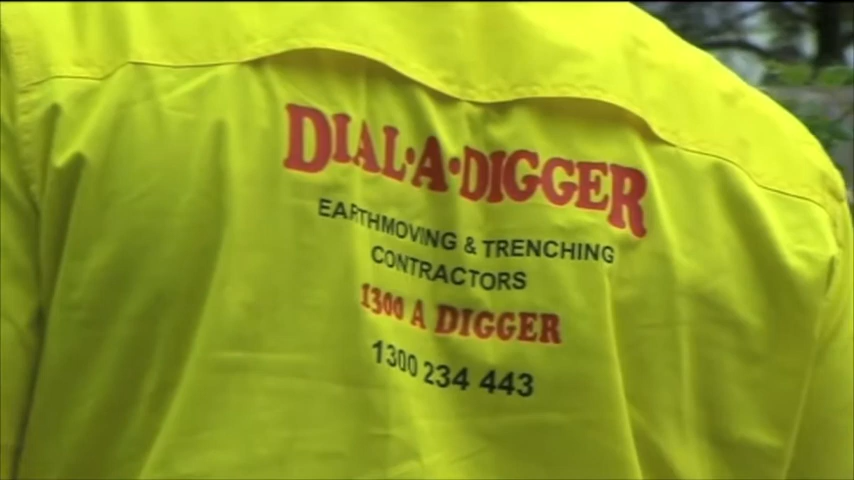 DIAL·A·DIGGER
EARTHMOVING & TRENCHING
CONTRACTORS
1300 A DIGGER
1300 234 443